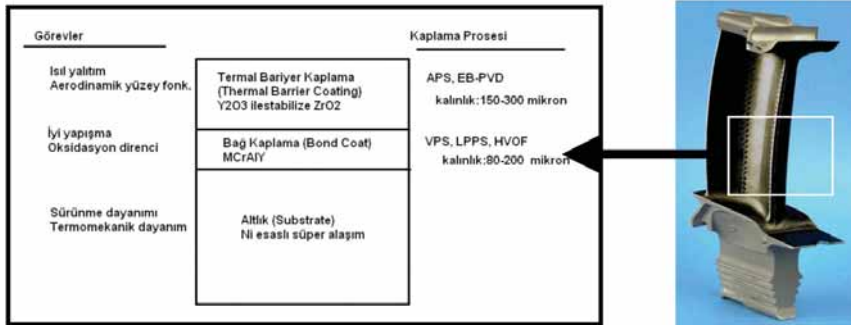 Görevler
Kaplama Prosesi
Isıl yalıtım
Aerodinamik yüzey fonk.
Termal Bariyer Kaplama
(Thermal Barrier Coating)
Y2O3 ilestabilize ZrO2
APS, EB-PVD
kalınlık:150-300 mikron
İyi yapışma
Oksidasyon direnci
Bağ Kaplama (Bond Coat)
MCrAlY
VPS, LPPS, HVOF
kalınlık:80-200 mikron
Sürünme dayanımı
Termomekanik dayanım
Altlık (Substrate)
Ni esaslı süper alaşım